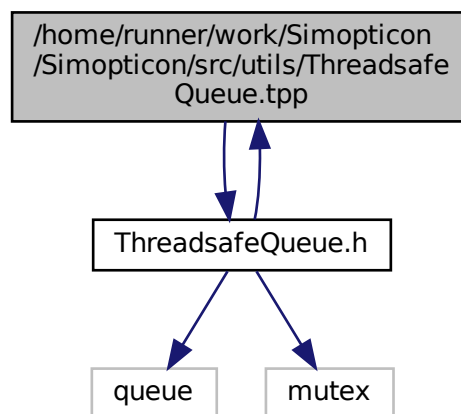 /home/runner/work/Simopticon
/Simopticon/src/utils/Threadsafe
Queue.tpp
ThreadsafeQueue.h
queue
mutex